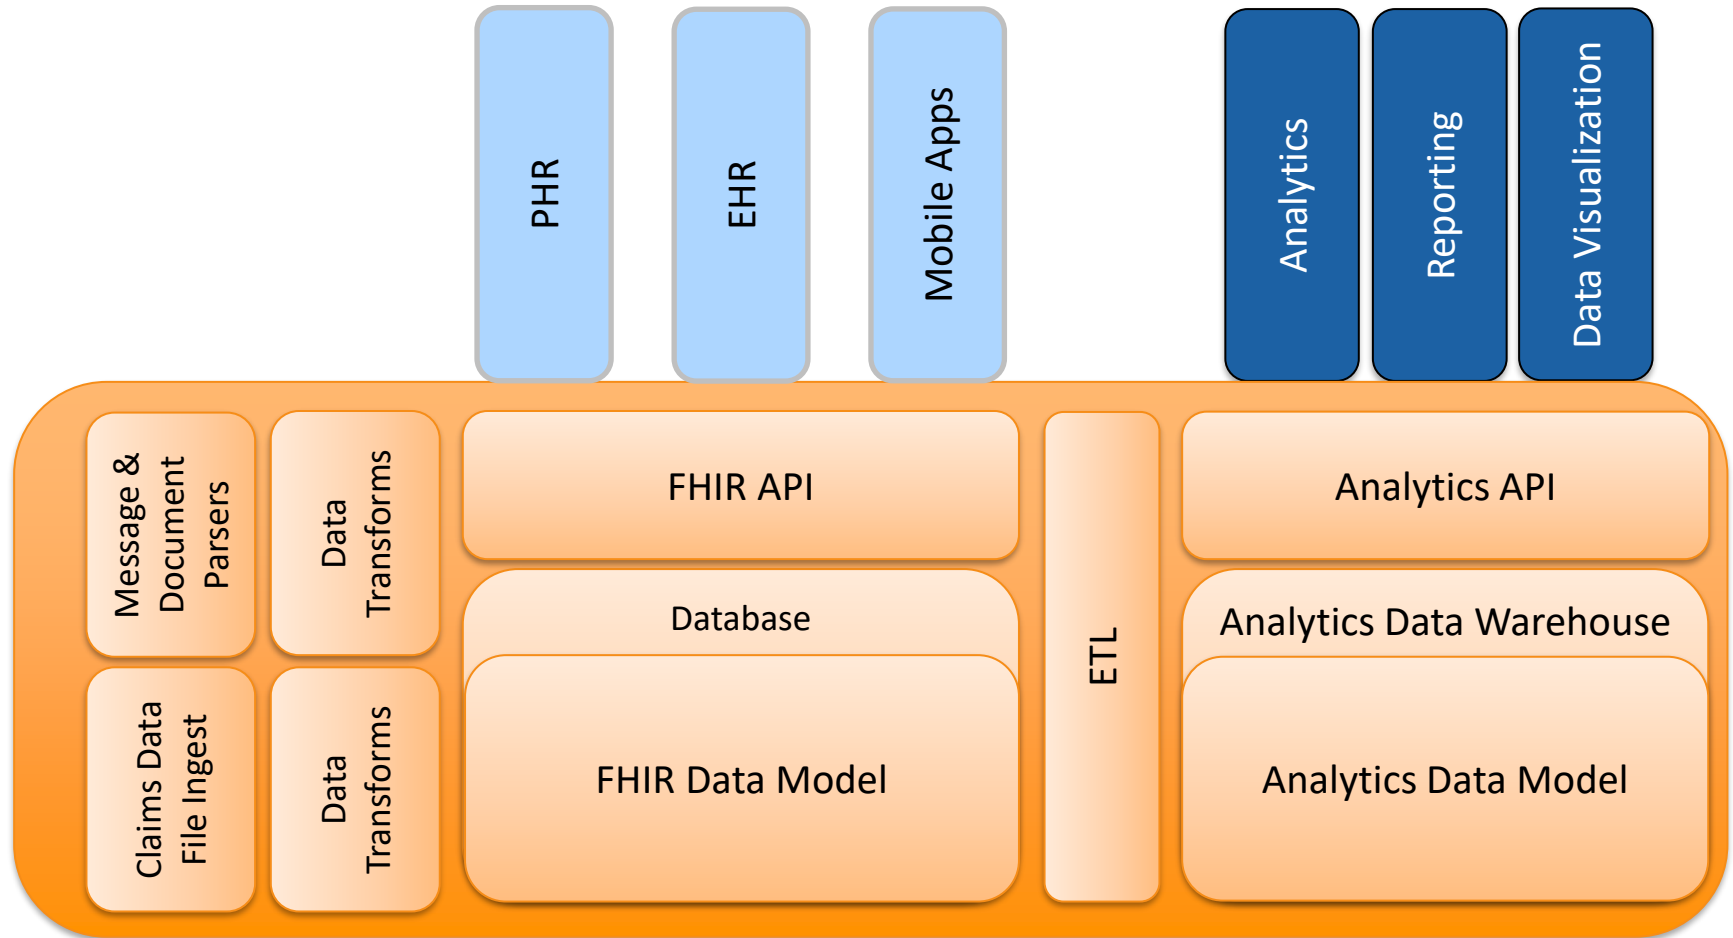 PHR
EHR
Mobile Apps
Analytics
Reporting
Data Visualization
Message &
Document
Parsers
Data
Transforms
FHIR API
Analytics API
Database
Analytics Data Warehouse
ETL
Claims Data
File Ingest
Data
Transforms
FHIR Data Model
Analytics Data Model